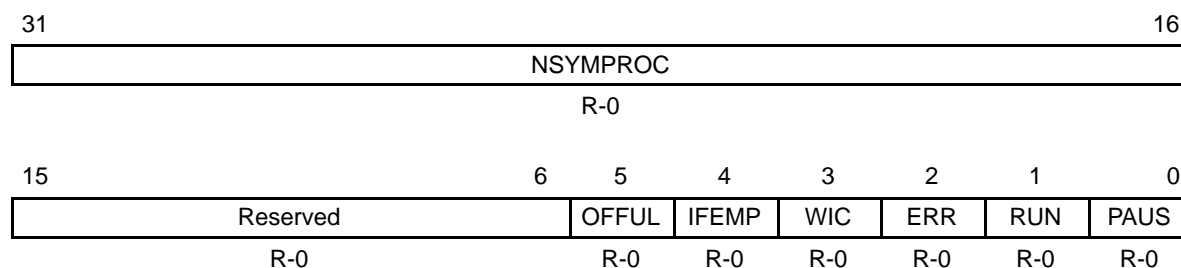 31 16
NSYMPROC
R-0
15 6 5 4 3 2 1 0
Reserved OFFUL IFEMP WIC ERR RUN PAUS
R-0 R-0 R-0 R-0 R-0 R-0 R-0